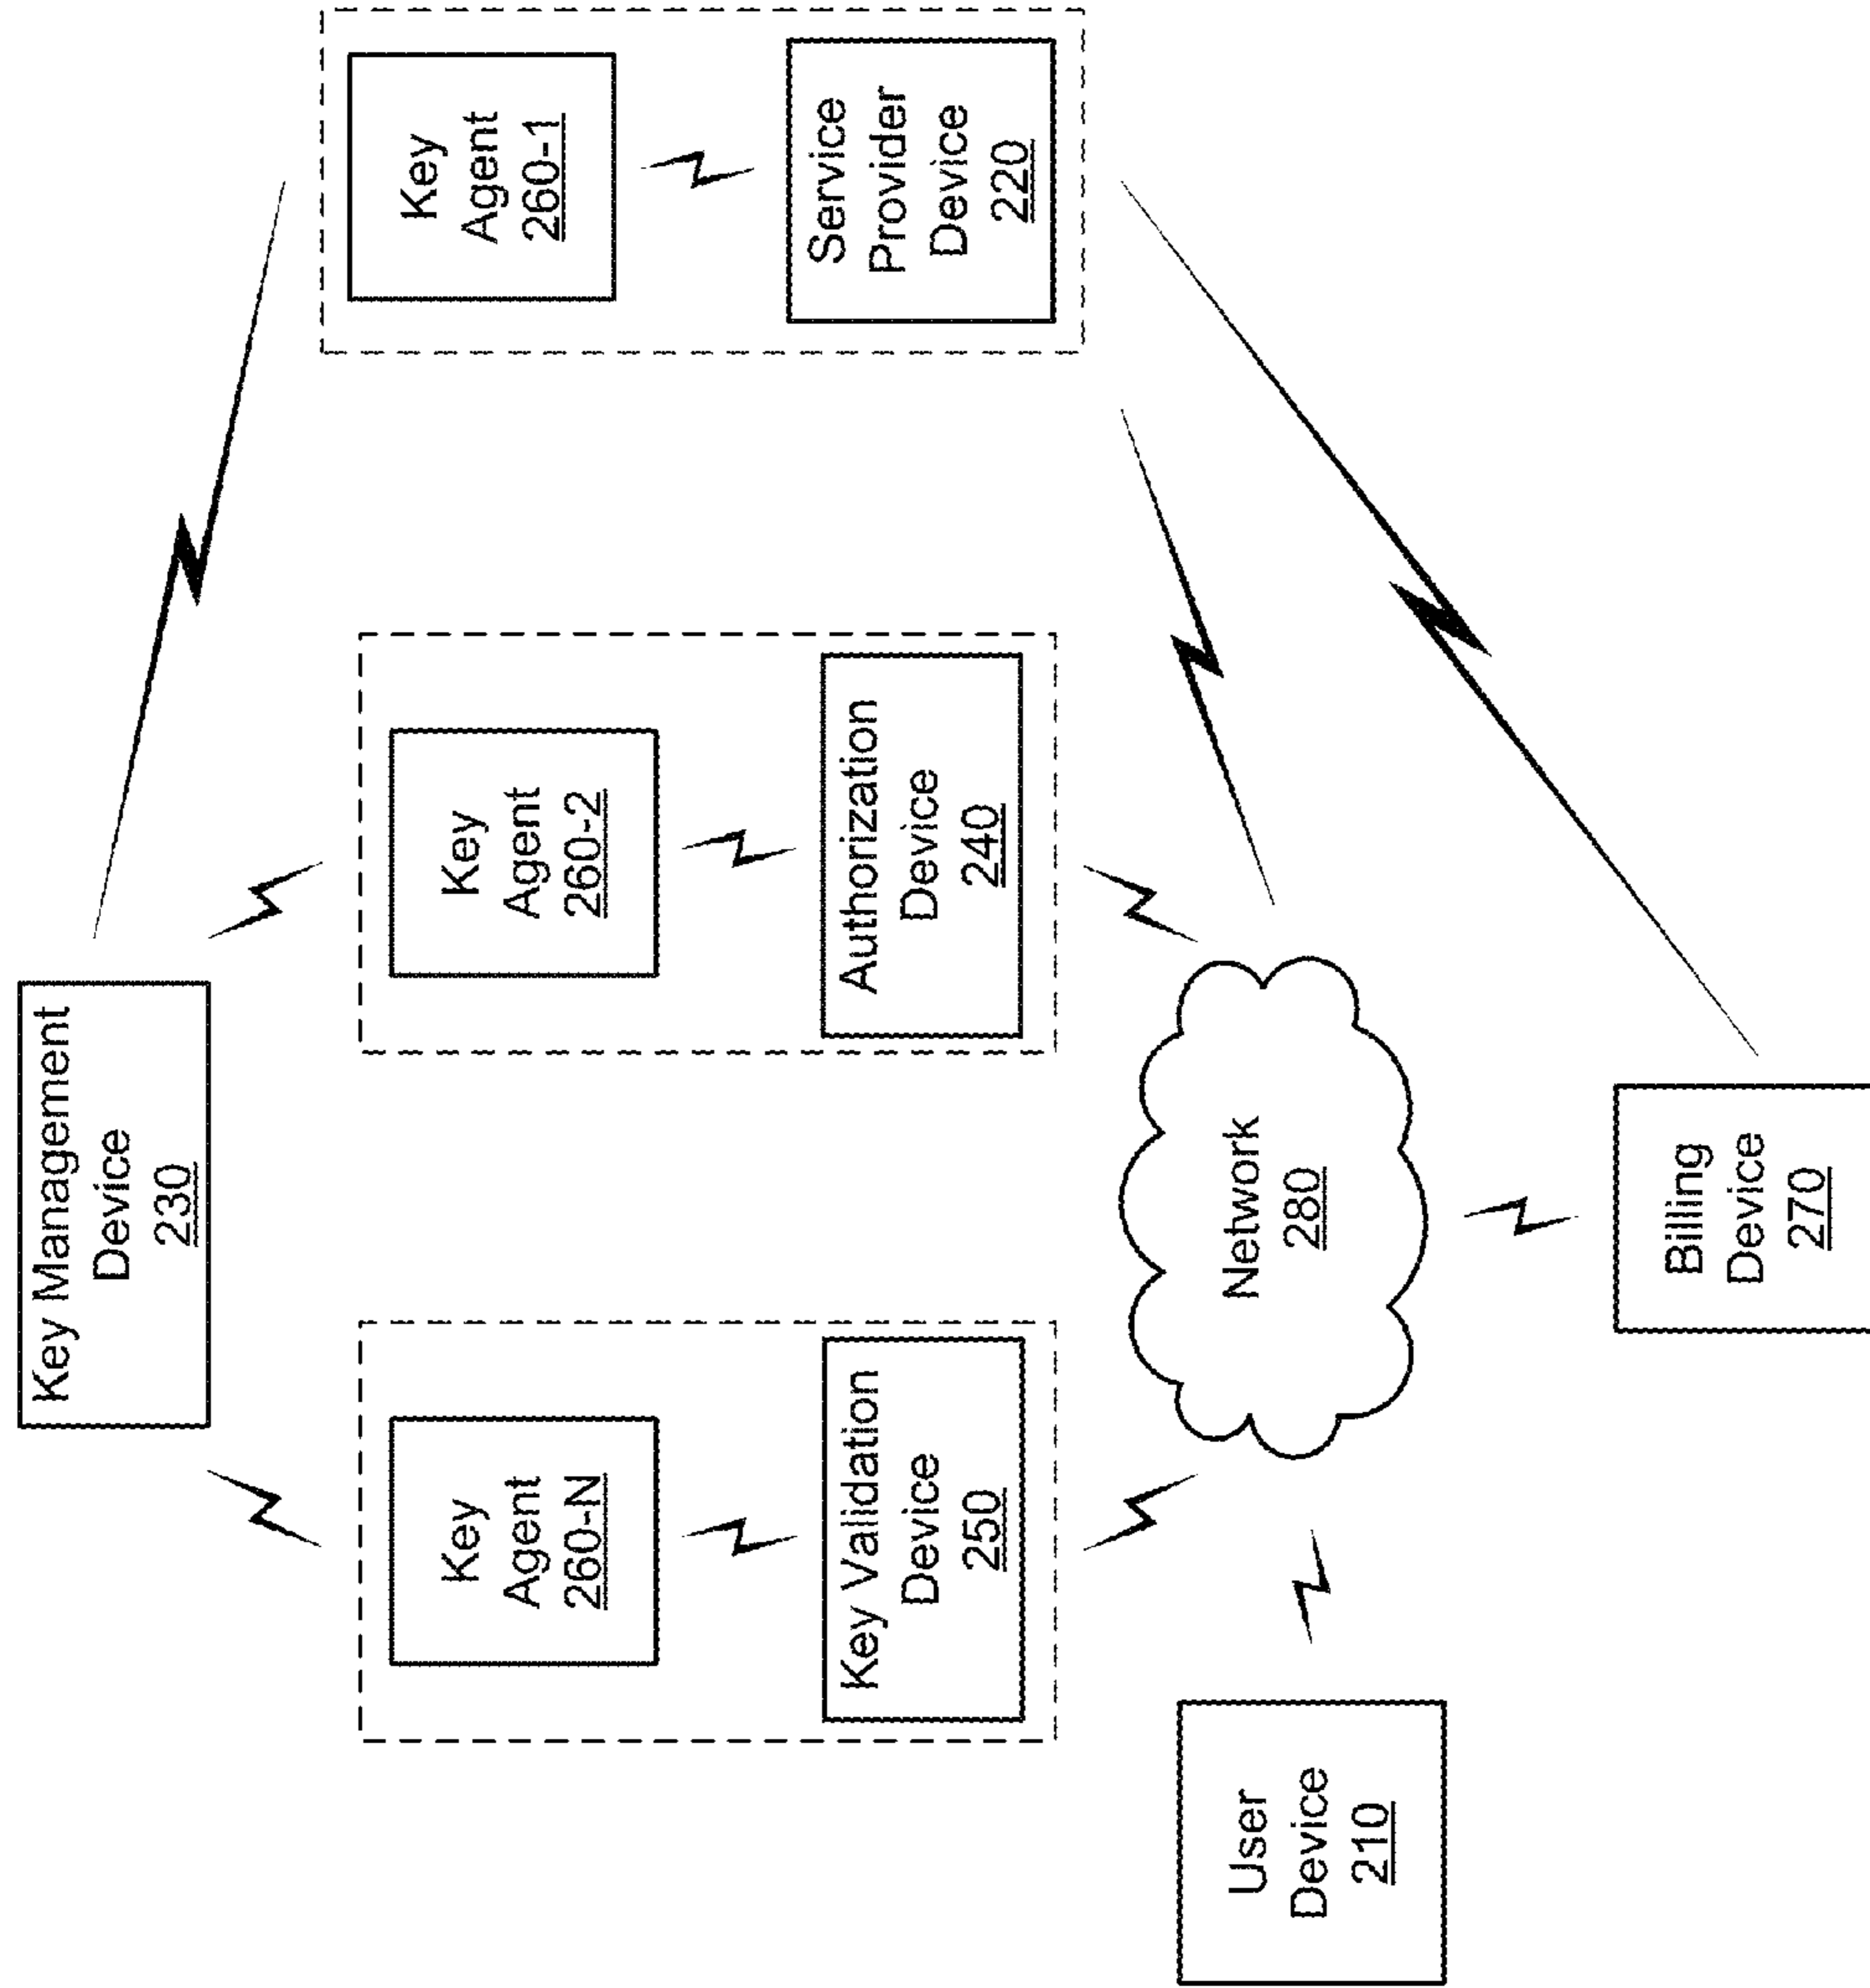 Key Management
Device
230
Key
Agent
260-N
Key Validation
Device
250
Key
Agent
260-2
Authorization
Device
240
Key
Agent
260-1
Service
Provider
Device
220
User
Device
210
Network
280
Billing
Device
270